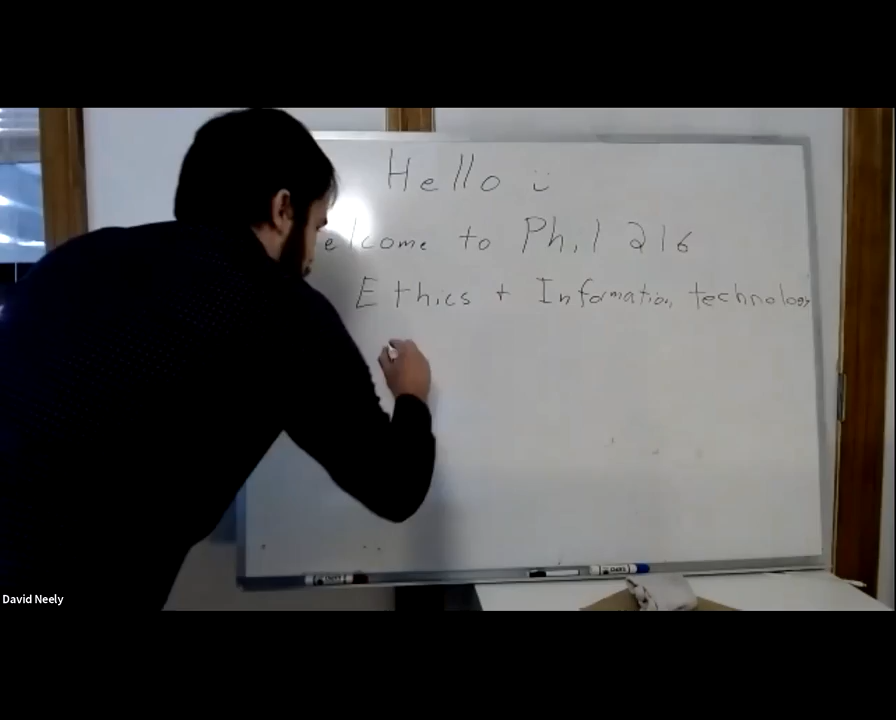 Hello
elcome to Phil 216
Ethics + Information technology
David Neely